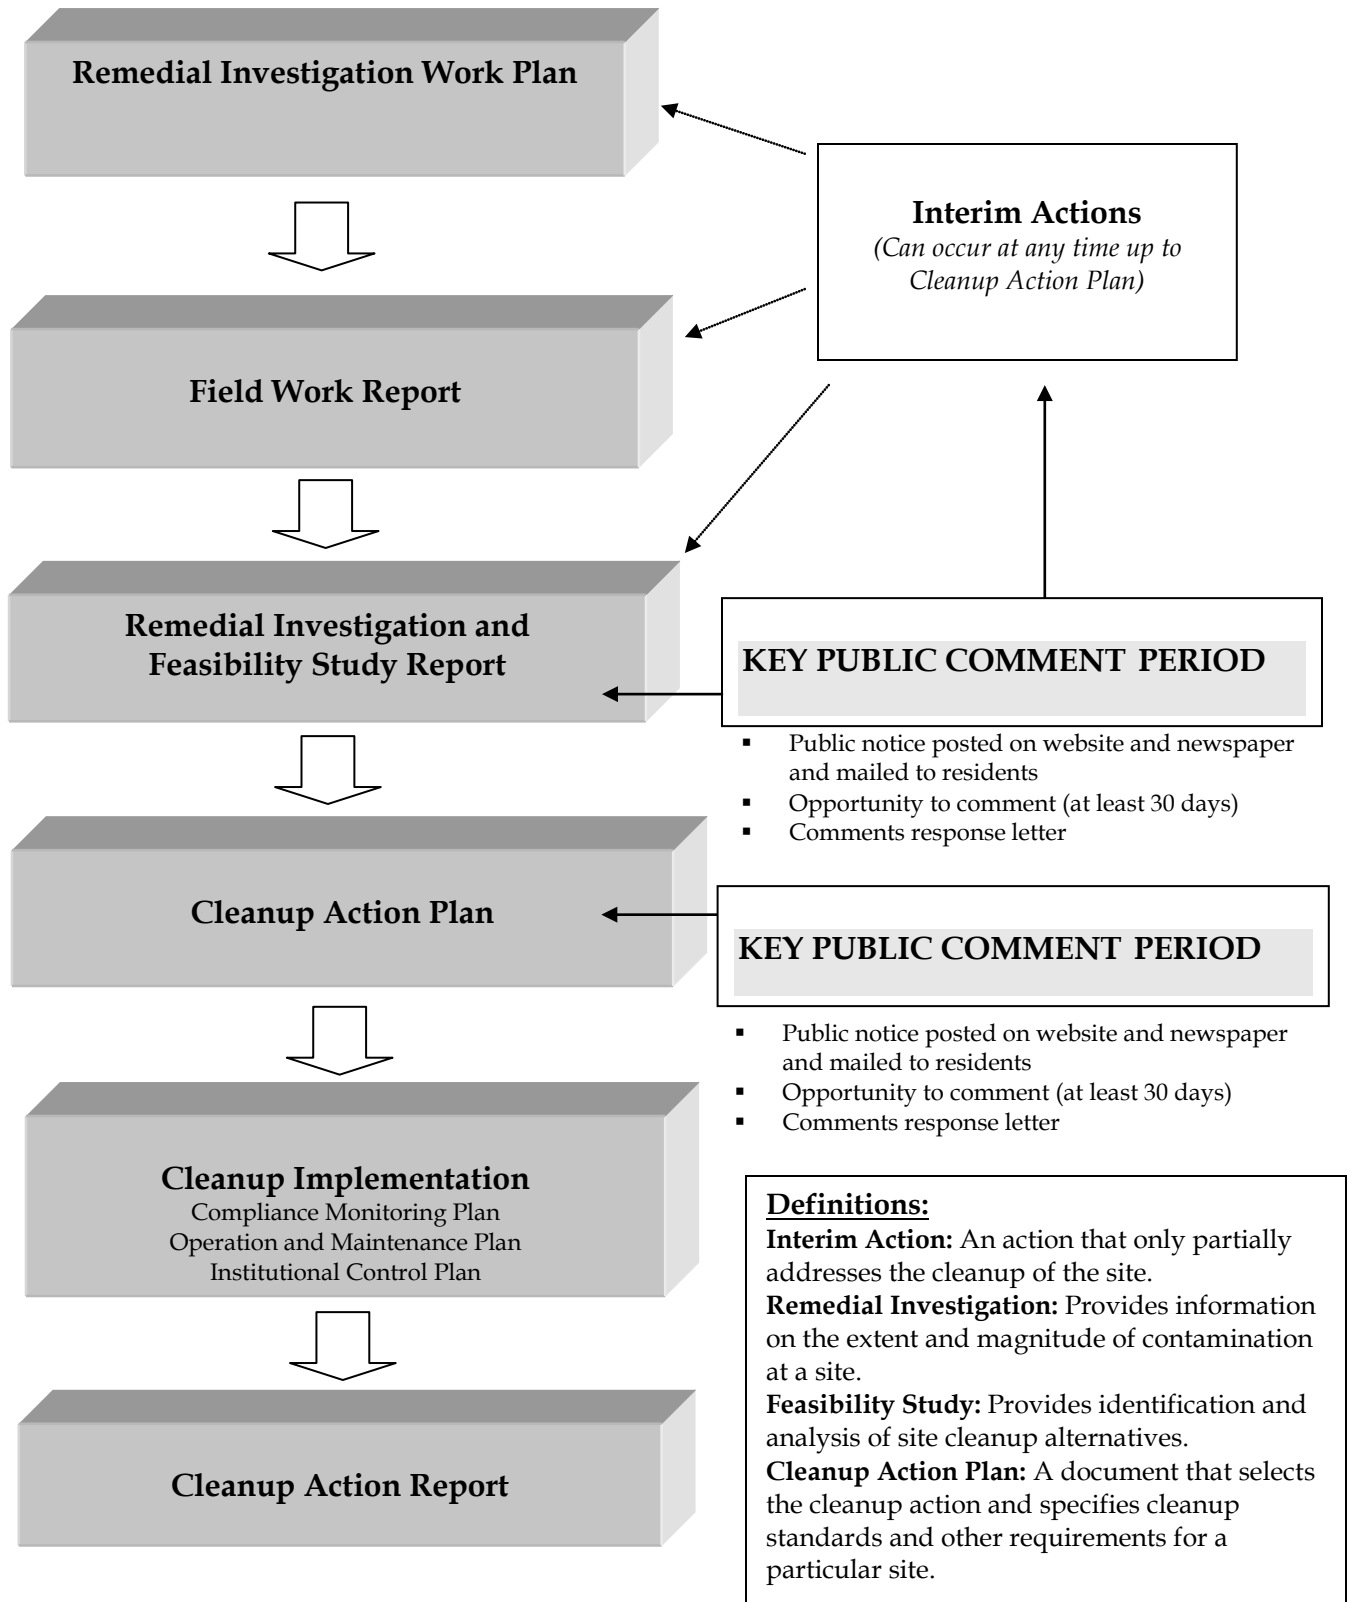 Remedial Investigation Work Plan
Interim Actions
(Can occur at any time up to
Cleanup Action Plan)
Field Work Report
Remedial Investigation and
Feasibility Study Report
KEY PUBLIC COMMENT PERIOD
▪ Public notice posted on website and newspaper
and mailed to residents
▪ Opportunity to comment (at least 30 days)
▪ Comments response letter
Cleanup Action Plan
KEY PUBLIC COMMENT PERIOD
▪ Public notice posted on website and newspaper
and mailed to residents
▪ Opportunity to comment (at least 30 days)
▪ Comments response letter
Cleanup Implementation
Compliance Monitoring Plan
Operation and Maintenance Plan
Institutional Control Plan
Cleanup Action Report
Definitions:
Interim Action: An action that only partially
addresses the cleanup of the site.
Remedial Investigation: Provides information
on the extent and magnitude of contamination
at a site.
Feasibility Study: Provides identification and
analysis of site cleanup alternatives.
Cleanup Action Plan: A document that selects
the cleanup action and specifies cleanup
standards and other requirements for a
particular site.